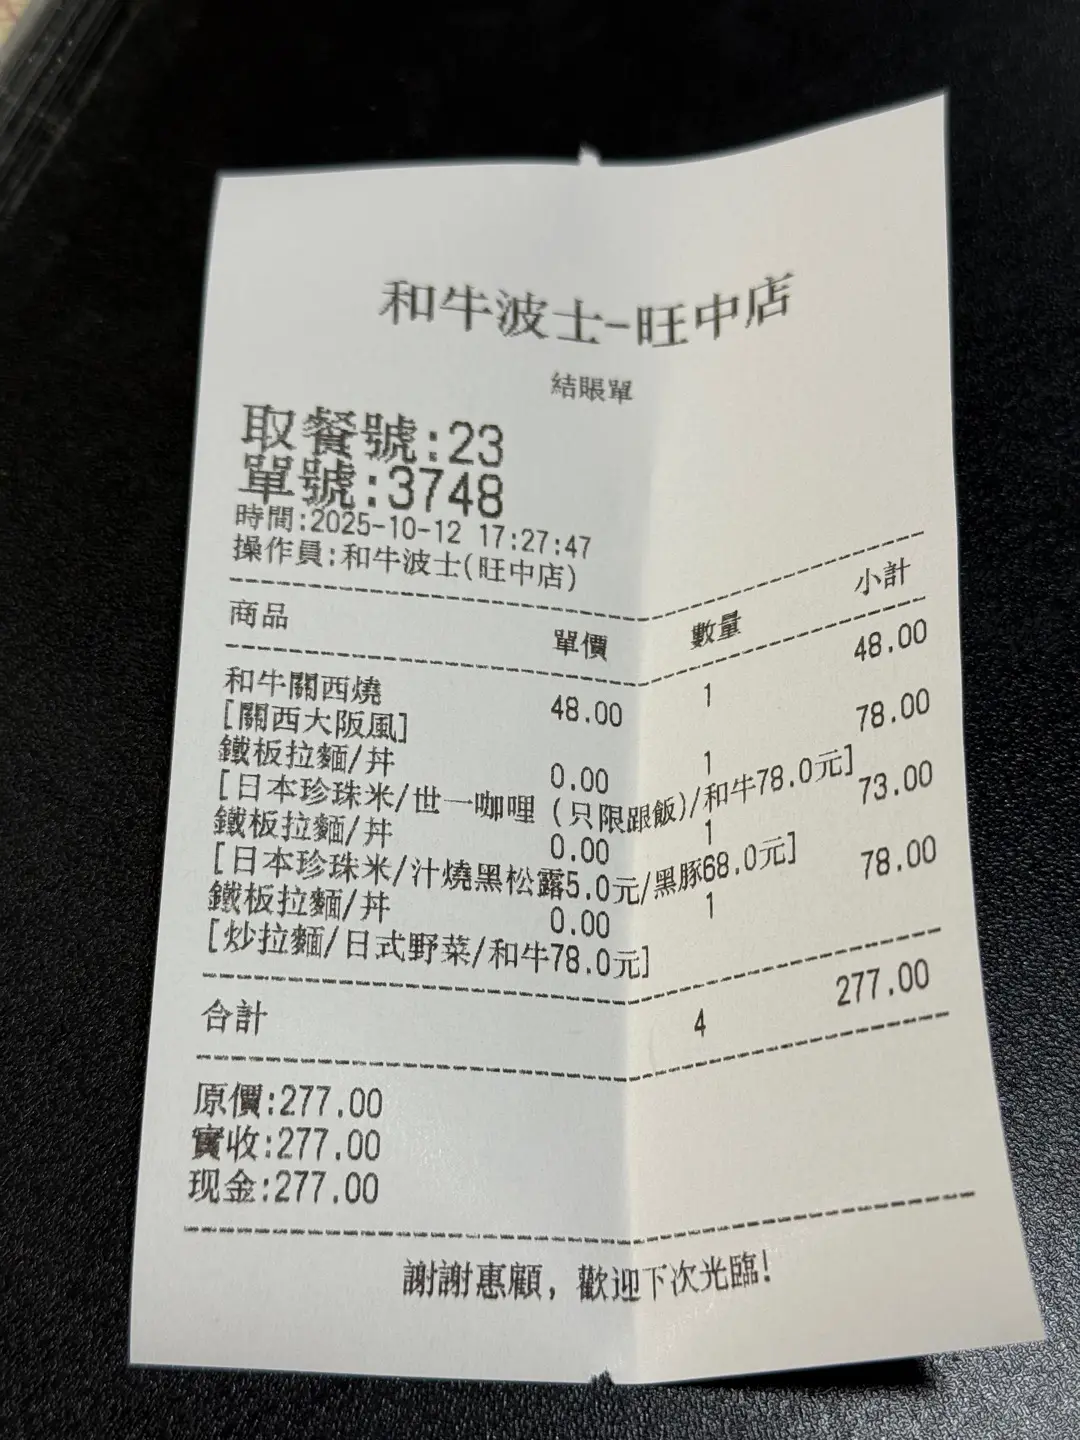 和牛波士-旺中店
結賬單
取餐號:23
單號:3748
時間:2025-10-12 17:27:47
操作員:和牛波士(旺中店)
商品 單價 數量 小計
和牛關西燒 48.00 1 48.00
[關西大阪風]
鐵板拉麵/丼 0.00 1 78.00
[日本珍珠米/世一咖哩 (只限跟飯)/和牛78.0元]
鐵板拉麵/丼 0.00 1 73.00
[日本珍珠米/汁燒黑松露5.0元/黑豚68.0元]
鐵板拉麵/丼 0.00 1 78.00
[炒拉麵/日式野菜/和牛78.0元]
合計 4 277.00
原價:277.00
實收:277.00
现金:277.00
謝謝惠顧, 歡迎下次光臨!